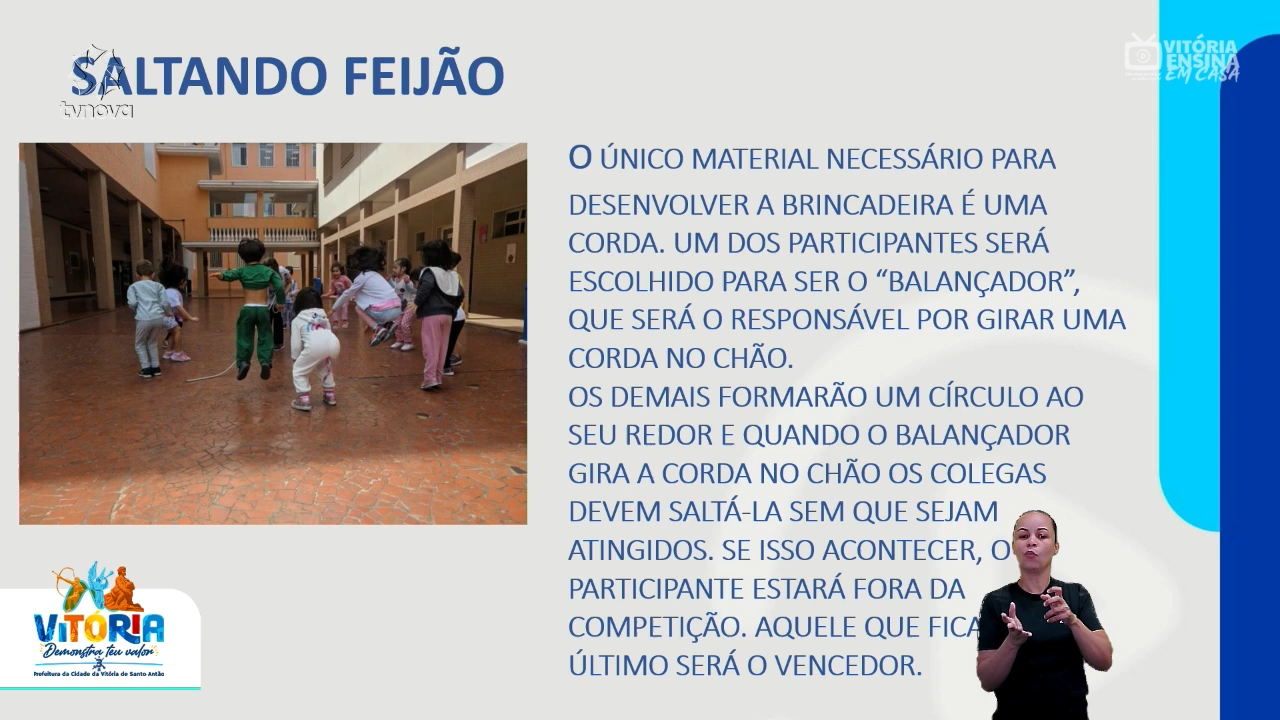 SALTANDO FEIJÃO
tvnova
VITÓRIA
ENSINA
EM CASA
O ÚNICO MATERIAL NECESSÁRIO PARA
DESENVOLVER A BRINCADEIRA É UMA
CORDA. UM DOS PARTICIPANTES SERÁ
ESCOLHIDO PARA SER O “BALANÇADOR”,
QUE SERÁ O RESPONSÁVEL POR GIRAR UMA
CORDA NO CHÃO.
OS DEMAIS FORMARÃO UM CÍRCULO AO
SEU REDOR E QUANDO O BALANÇADOR
GIRA A CORDA NO CHÃO OS COLEGAS
DEVEM SALTÁ-LA SEM QUE SEJAM
ATINGIDOS. SE ISSO ACONTECER, O
PARTICIPANTE ESTARÁ FORA DA
COMPETIÇÃO. AQUELE QUE FICA
ÚLTIMO SERÁ O VENCEDOR.
VITÓRIA
Demonstra teu valor
Prefeitura da Cidade da Vitória de Santo Antão